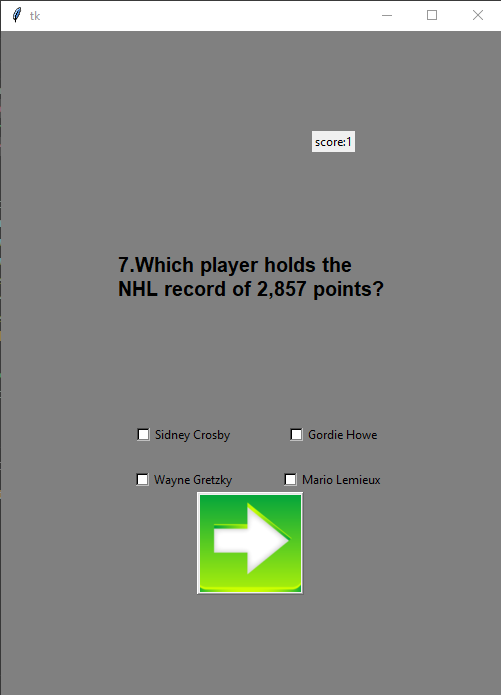 tk
score:1
7.Which player holds the
NHL record of 2,857 points?
Sidney Crosby
Gordie Howe
Wayne Gretzky
Mario Lemieux